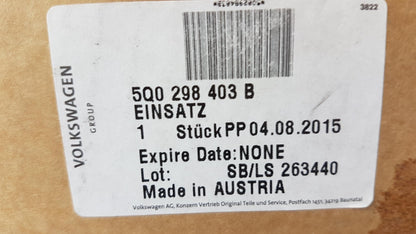 3822
VOLKSWAGEN
GROUP
5Q0 298 403 B
EINSATZ
1 Stück PP 04.08.2015
Expire Date: NONE
Lot: SB/LS 263440
Made in AUSTRIA
Volkswagen AG, Konzern Vertrieb Original Teile und Service, Postfach 1451, 34219 Baunatal